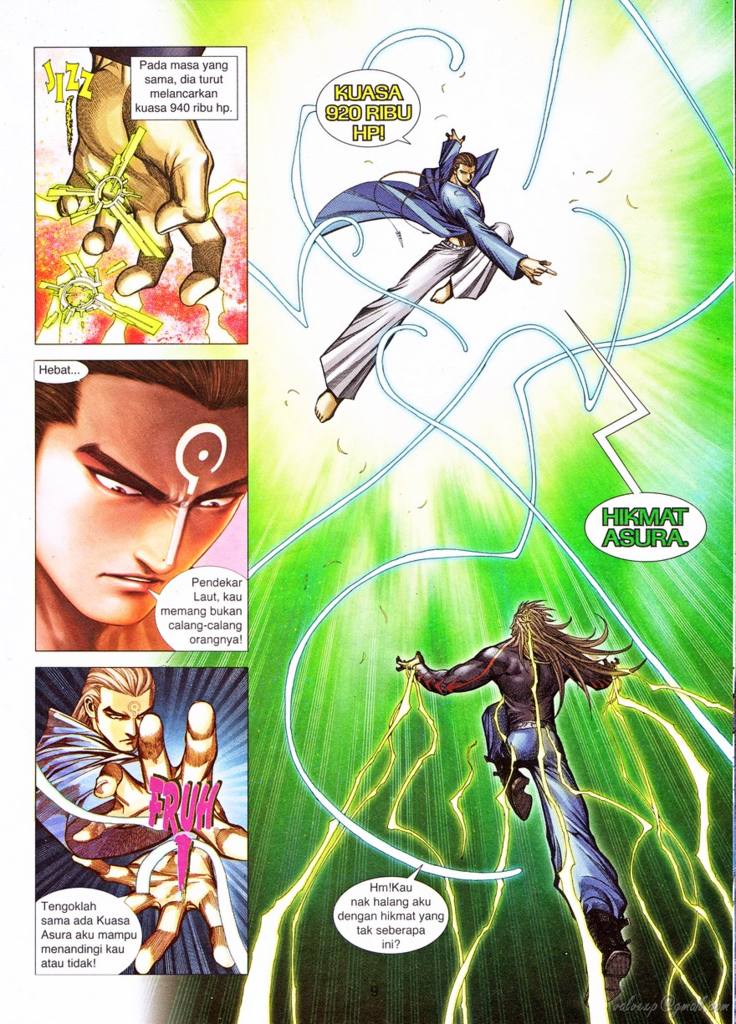 JIZZ
Pada masa yang
sama, dia turut
melancarkan
kuasa 940 ribu hp.
KUASA
920 RIBU
HP!
Hebat...
Pendekar
Laut, kau
memang bukan
calang-calang
orangnya!
HIKMAT
ASURA.
FRUH
!
Tengoklah
sama ada Kuasa
Asura aku mampu
menandingi kau
atau tidak!
Hm!Kau
nak halang aku
dengan hikmat yang
tak seberapa
ini?
9